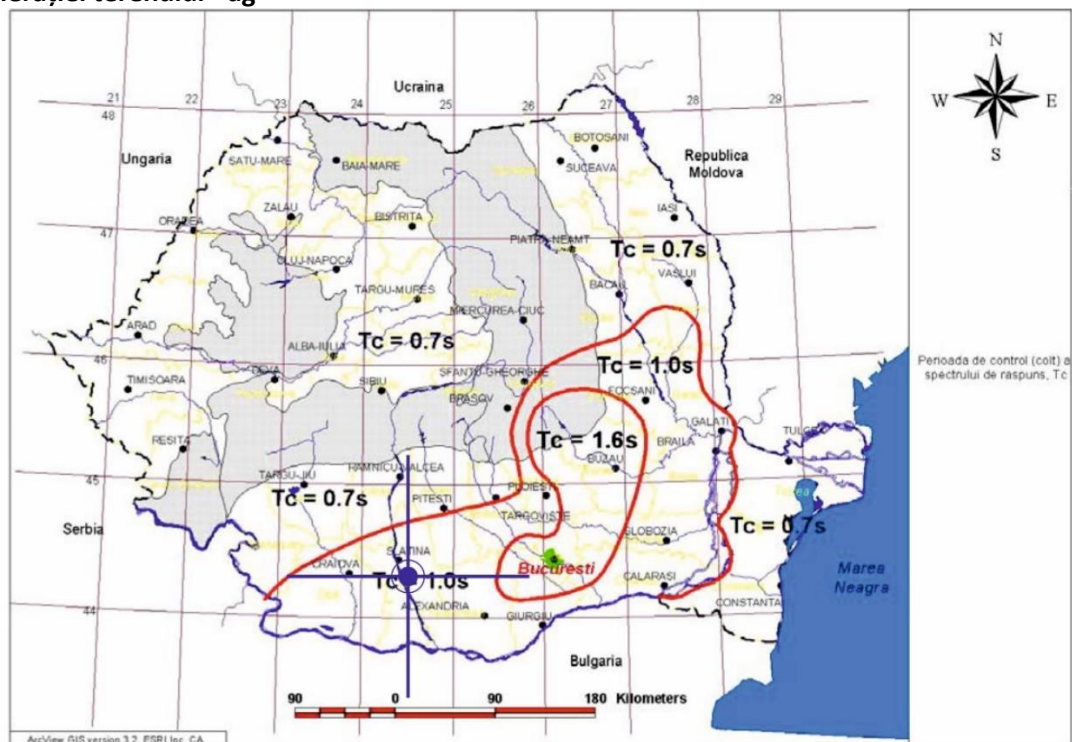 Ucraina
N
W E
S
21 22 23 24 25 26 27 28 29
48
Ungaria
BOTOSANI
SATU-MARE
BAIA-MARE
SUCEAVA
Republica
Moldova
ZALAU
IASI
ORADEA
BISTRITA
47
PIATRA-NEAMT
Tc = 0.7s
CLUJ-NAPOCA
VASLUI
TARGU-MURES
BACAU
MIERCUREA-CIUC
ARAD
ALBA-IULIA
Tc = 0.7s
46
Tc = 1.0s
Perioada de control (colt) a
spectrului de raspuns, Tc
DEVA
SFANTU-GHEORGHE
TIMISOARA
SIBIU
FOCSANI
BRASOV
GALATI
TULCEA
RESITA
Tc = 1.6s
BRAILA
BUZAU
RAMNICU-VALCEA
TARGU-JIU
45
PLOIESTI
Tc = 0.7s
PITESTI
TARGOVISTE
Serbia
SLOBOZIA
Tc = 0.7s
SLATINA
CRAIOVA
Bucuresti
Marea
Neagra
Tc 1.0s
CALARASI
ALEXANDRIA
CONSTANTA
44
GIURGIU
Bulgaria
90 0 90 180 Kilometers
ArcView GIS version 3.2, ESRI Inc. CA